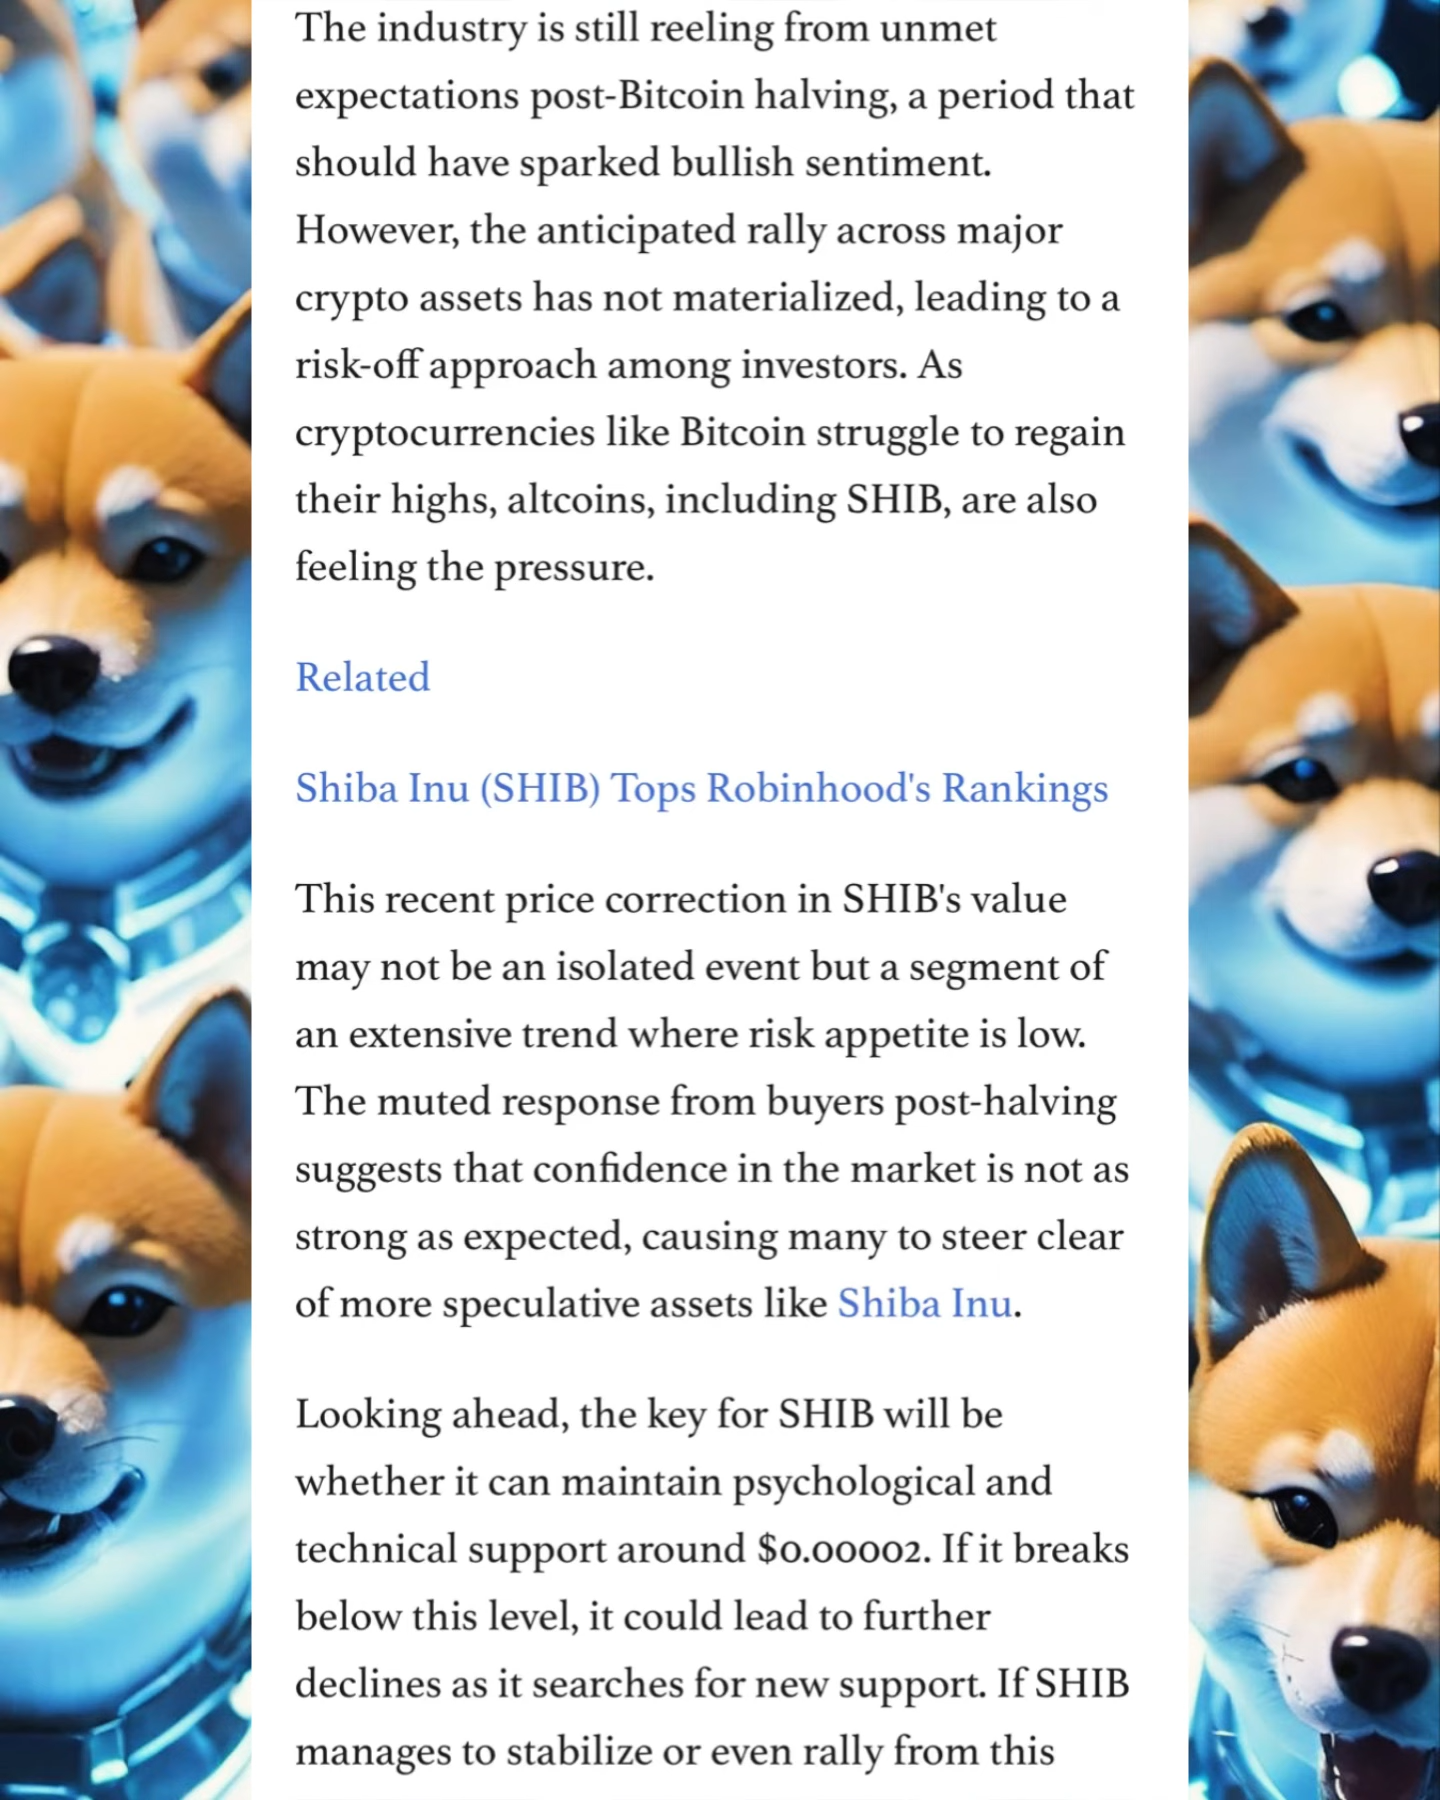 The industry is still reeling from unmet
expectations post-Bitcoin halving, a period that
should have sparked bullish sentiment.
However, the anticipated rally across major
crypto assets has not materialized, leading to a
risk-off approach among investors. As
cryptocurrencies like Bitcoin struggle to regain
their highs, altcoins, including SHIB, are also
feeling the pressure.
Related
Shiba Inu (SHIB) Tops Robinhood's Rankings
This recent price correction in SHIB's value
may not be an isolated event but a segment of
an extensive trend where risk appetite is low.
The muted response from buyers post-halving
suggests that confidence in the market is not as
strong as expected, causing many to steer clear
of more speculative assets like Shiba Inu.
Looking ahead, the key for SHIB will be
whether it can maintain psychological and
technical support around $0.00002. If it breaks
below this level, it could lead to further
declines as it searches for new support. If SHIB
manages to stabilize or even rally from this